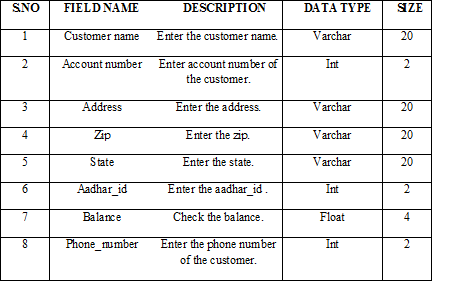 S.NO FIELD NAME DESCRIPTION DATA TYPE SIZE
1 Customer name Enter the customer name. Varchar 20
2 Account number Enter account number of Int 2
the customer.
3 Address Enter the address. Varchar 20
4 Zip Enter the zip. Varchar 20
5 State Enter the state. Varchar 20
6 Aadhar_id Enter the aadhar_id . Int 2
7 Balance Check the balance. Float 4
8 Phone_number Enter the phone number Int 2
of the customer.